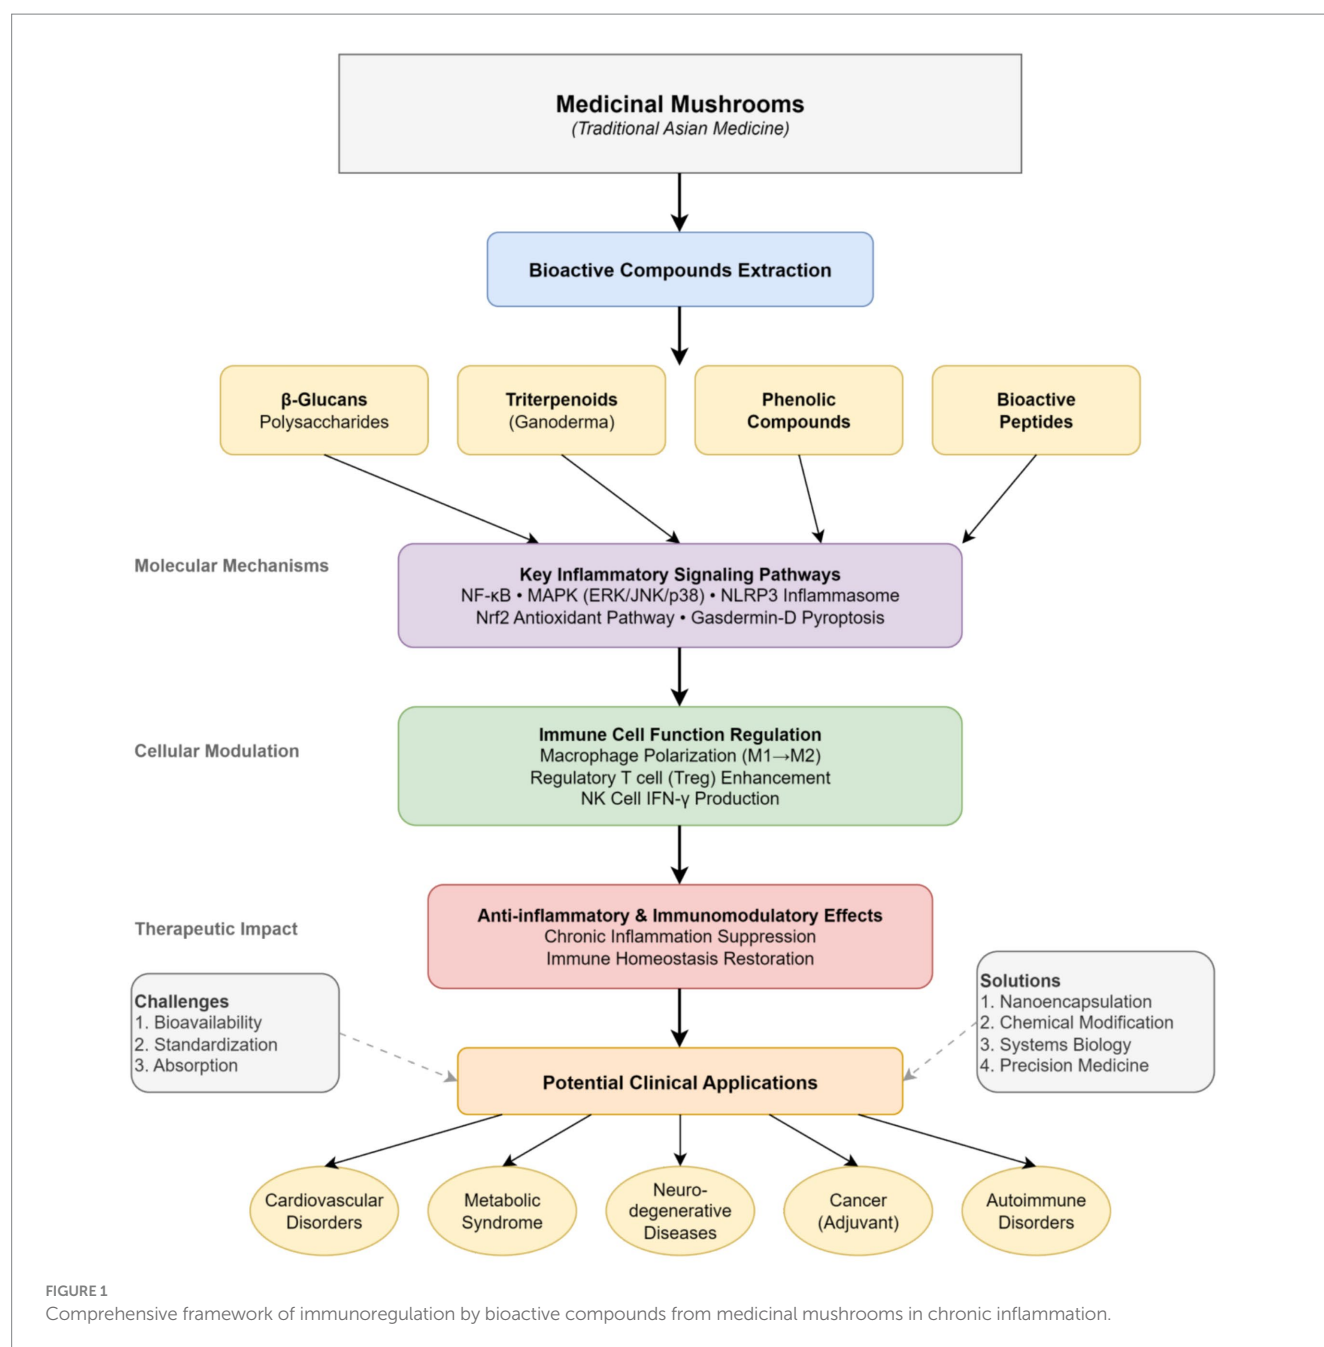 Medicinal Mushrooms
(Traditional Asian Medicine)
Bioactive Compounds Extraction
β-Glucans
Polysaccharides
Triterpenoids
(Ganoderma)
Phenolic
Compounds
Bioactive
Peptides
Molecular Mechanisms
Key Inflammatory Signaling Pathways
NF-κB • MAPK (ERK/JNK/p38) • NLRP3 Inflammasome
Nrf2 Antioxidant Pathway • Gasdermin-D Pyroptosis
Cellular Modulation
Immune Cell Function Regulation
Macrophage Polarization (M1→M2)
Regulatory T cell (Treg) Enhancement
NK Cell IFN-γ Production
Therapeutic Impact
Anti-inflammatory & Immunomodulatory Effects
Chronic Inflammation Suppression
Immune Homeostasis Restoration
Challenges
1. Bioavailability
2. Standardization
3. Absorption
Solutions
1. Nanoencapsulation
2. Chemical Modification
3. Systems Biology
4. Precision Medicine
Potential Clinical Applications
Cardiovascular
Disorders
Metabolic
Syndrome
Neuro-
degenerative
Diseases
Cancer
(Adjuvant)
Autoimmune
Disorders
FIGURE 1
Comprehensive framework of immunoregulation by bioactive compounds from medicinal mushrooms in chronic inflammation.